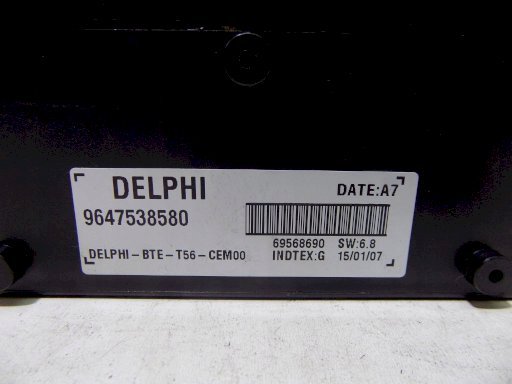 DELPHI DATE:A7
9647538580
69568690 SW:6.8
DELPHI-BTE-T56-CEM00 INDTEX:G 15/01/07